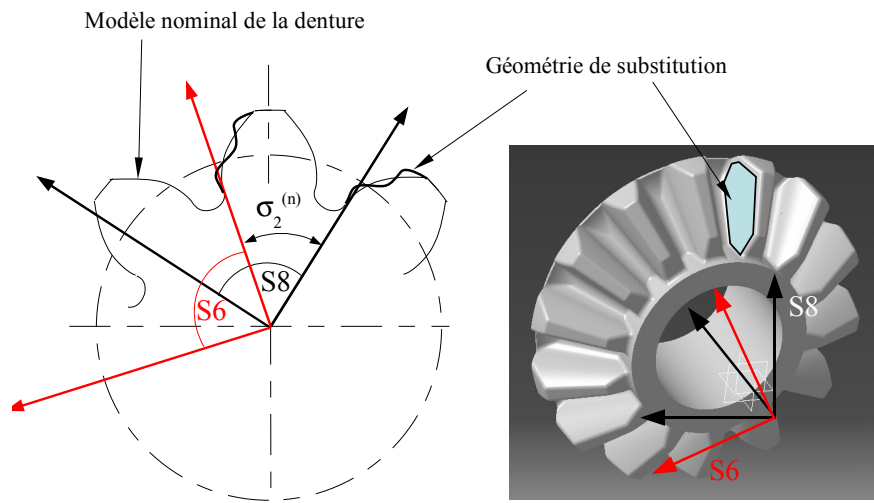 Modèle nominal de la denture
Géométrie de substitution
σ₂⁽ⁿ⁾
S8
S6
S8
S6